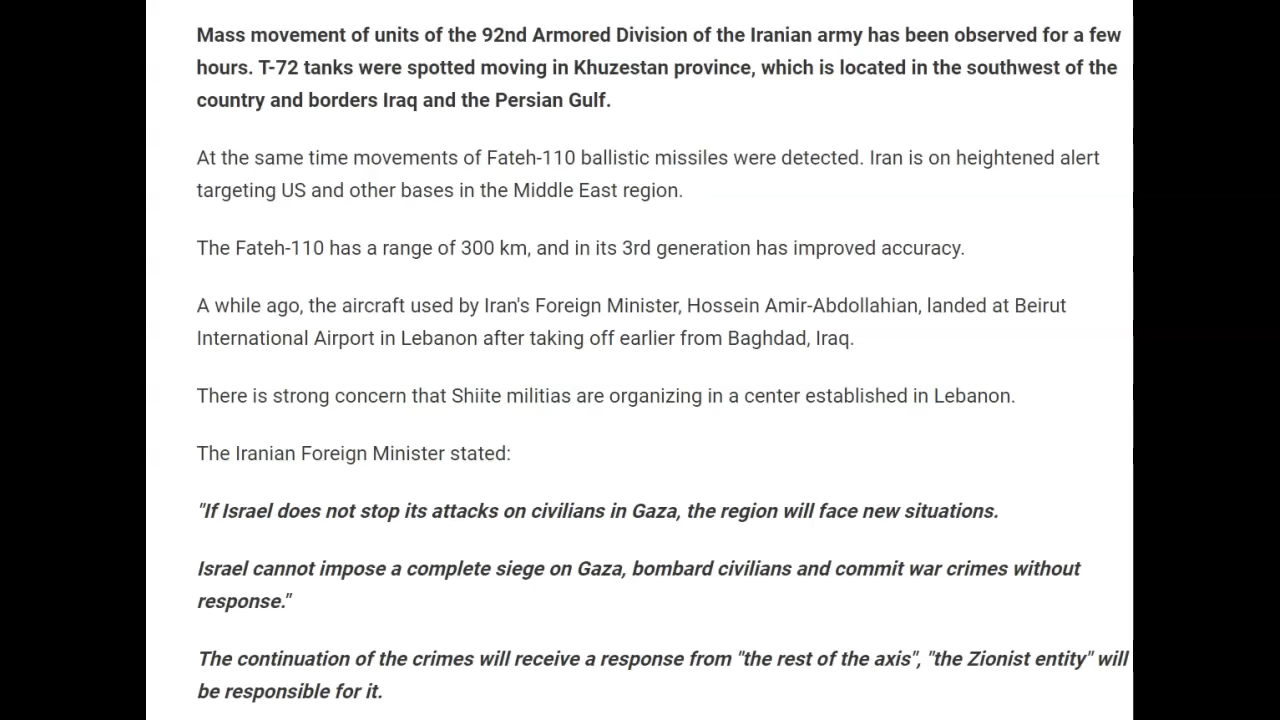 Mass movement of units of the 92nd Armored Division of the Iranian army has been observed for a few
hours. T-72 tanks were spotted moving in Khuzestan province, which is located in the southwest of the
country and borders Iraq and the Persian Gulf.
At the same time movements of Fateh-110 ballistic missiles were detected. Iran is on heightened alert
targeting US and other bases in the Middle East region.
The Fateh-110 has a range of 300 km, and in its 3rd generation has improved accuracy.
A while ago, the aircraft used by Iran's Foreign Minister, Hossein Amir-Abdollahian, landed at Beirut
International Airport in Lebanon after taking off earlier from Baghdad, Iraq.
There is strong concern that Shiite militias are organizing in a center established in Lebanon.
The Iranian Foreign Minister stated:
"If Israel does not stop its attacks on civilians in Gaza, the region will face new situations.
Israel cannot impose a complete siege on Gaza, bombard civilians and commit war crimes without
response."
The continuation of the crimes will receive a response from "the rest of the axis", "the Zionist entity" will
be responsible for it.